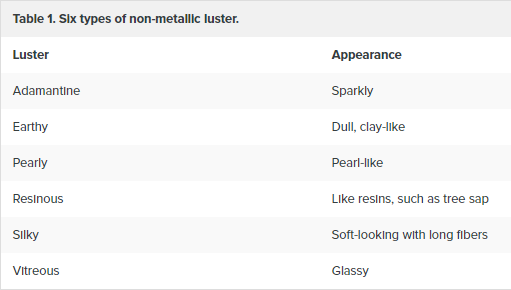 Table 1. Six types of non-metallic luster.
Luster Appearance
Adamantine Sparkly
Earthy Dull, clay-like
Pearly Pearl-like
Resinous Like resins, such as tree sap
Silky Soft-looking with long fibers
Vitreous Glassy